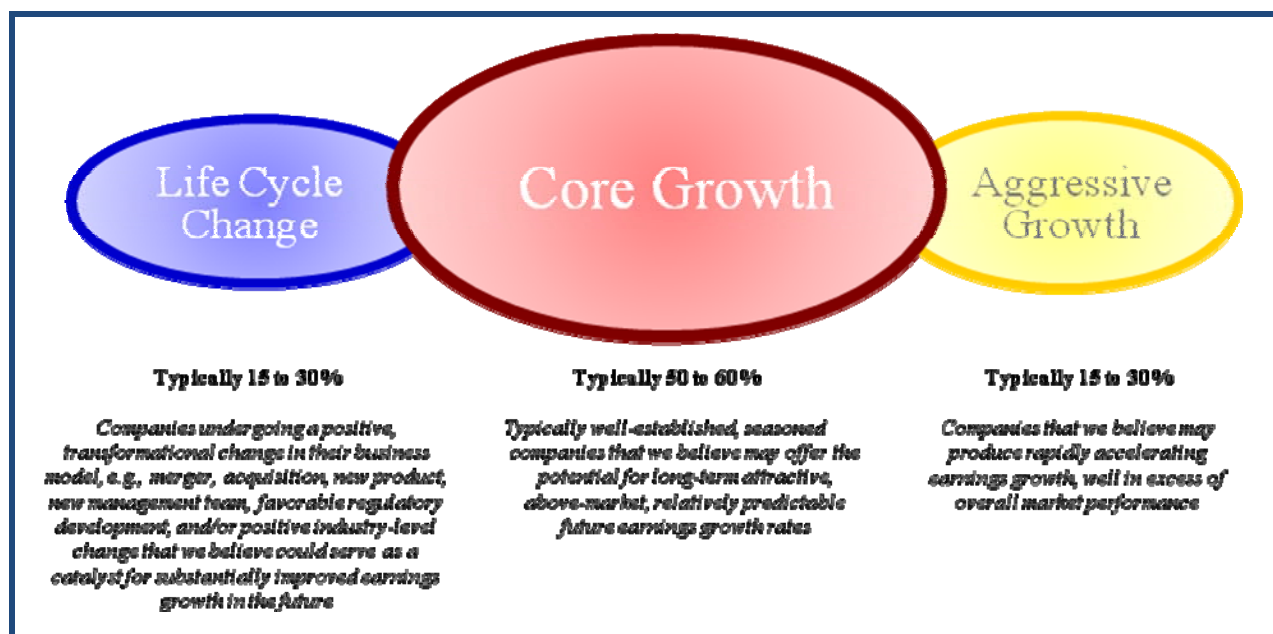 Life Cycle
Change
Core Growth
Aggressive
Growth
Typically 15 to 30%
Companies undergoing a positive,
transformational change in their business
model, e.g., merger, acquisition, new product,
new management team, favorable regulatory
development, and/or positive industry-level
change that we believe could serve as a
catalyst for substantially improved earnings
growth in the future
Typically 50 to 60%
Typically well-established, seasoned
companies that we believe may offer the
potential for long-term attractive,
above-market, relatively predictable
future earnings growth rates
Typically 15 to 30%
Companies that we believe may
produce rapidly accelerating
earnings growth, well in excess of
overall market performance